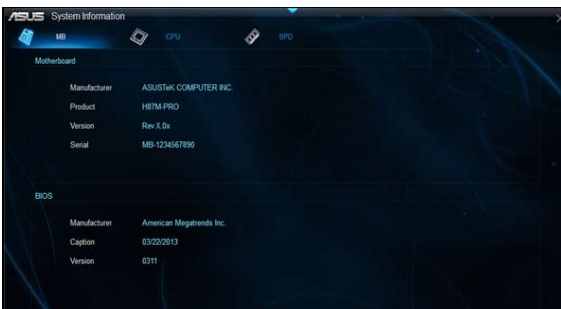 ASUS System Information
MB CPU SPD
Motherboard
Manufacturer ASUSTeK COMPUTER INC.
Product H87M-PRO
Version Rev X.0x
Serial MB-1234567890
BIOS
Manufacturer American Megatrends Inc.
Caption 03/22/2013
Version 0311